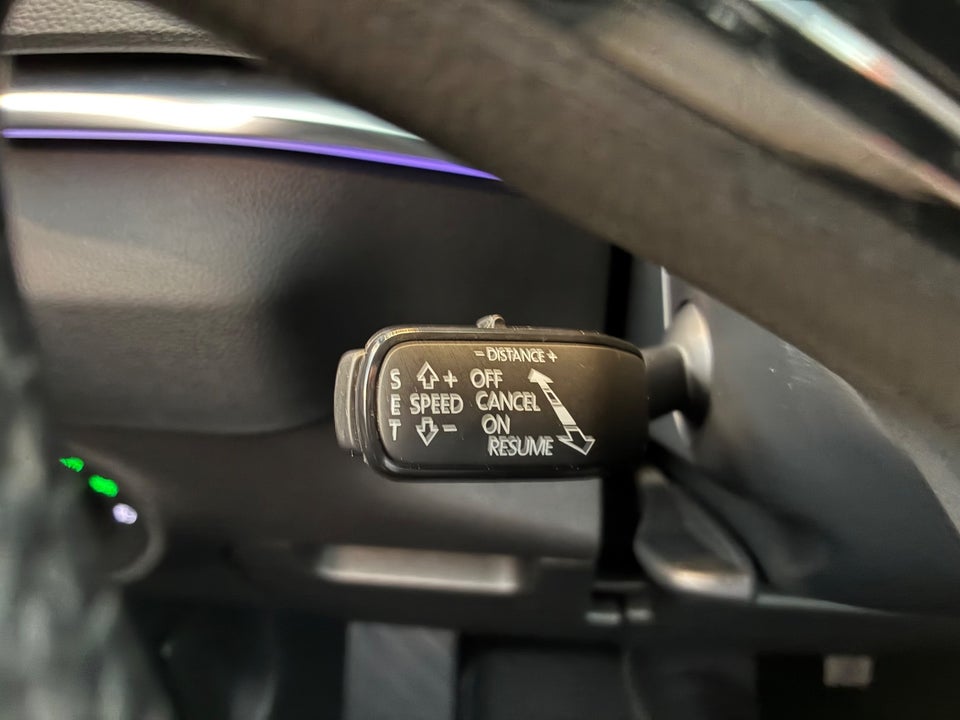 - DISTANCE +
S + OFF
E SPEED CANCEL
T - ON
RESUME